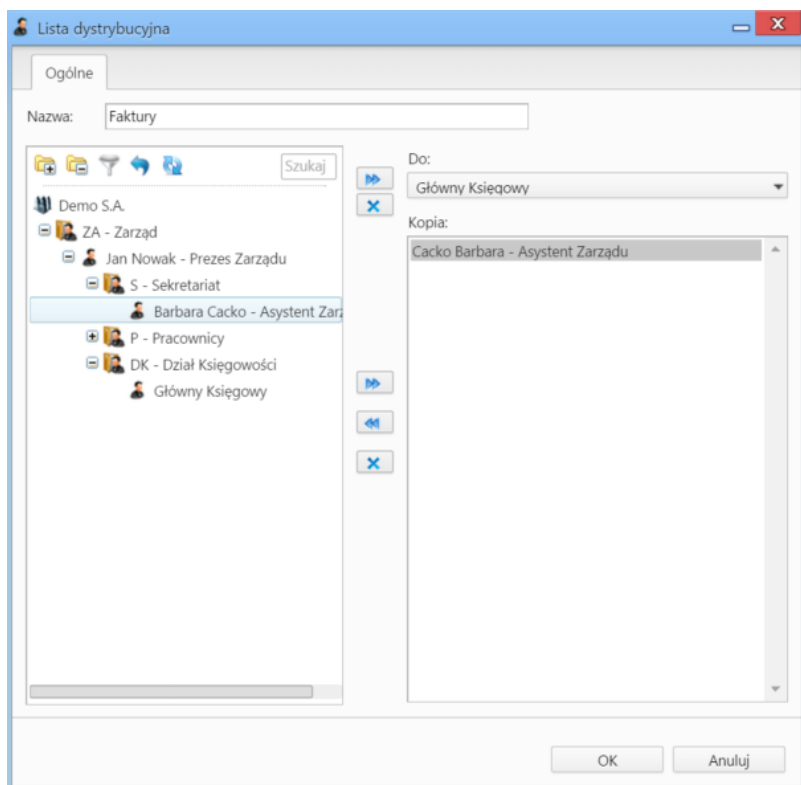 Lista dystrybucyjna
Ogólne
Nazwa: Faktury
Szukaj
Demo S.A.
ZA - Zarząd
Jan Nowak - Prezes Zarządu
S - Sekretariat
Barbara Cacko - Asystent Zarz
P - Pracownicy
DK - Dział Księgowości
Główny Księgowy
Do:
Główny Księgowy
Kopia:
Cacko Barbara - Asystent Zarządu
OK Anuluj